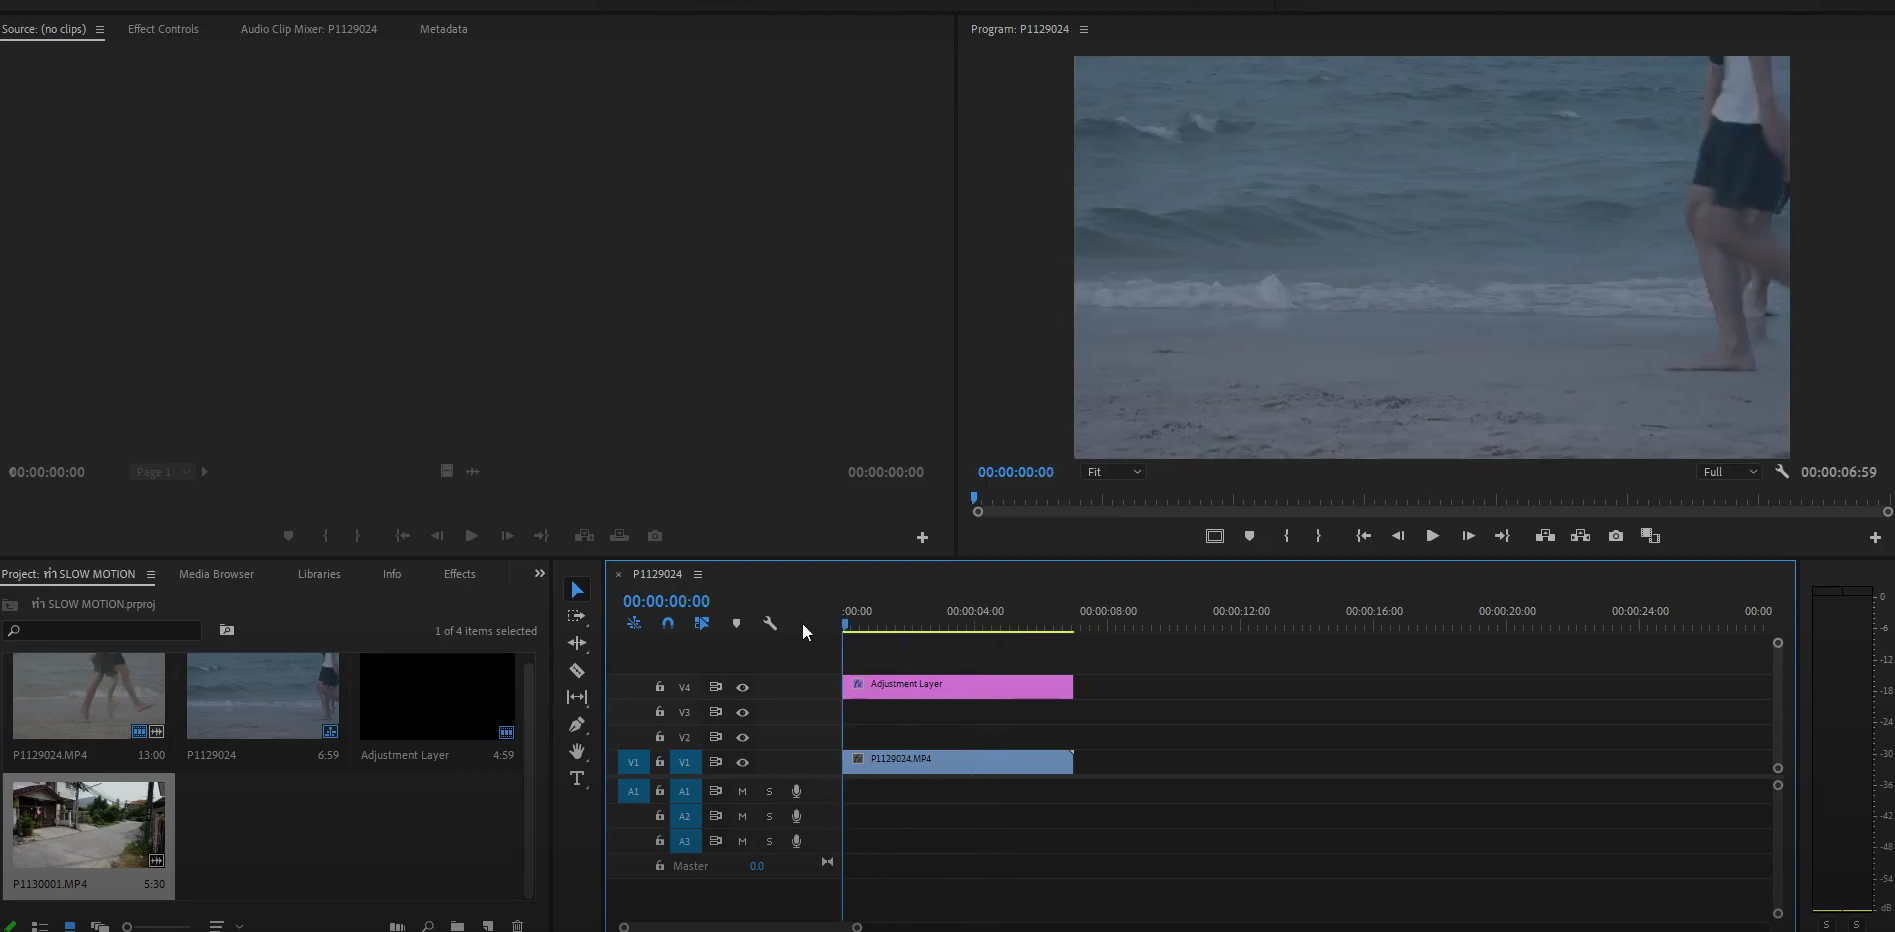 Source: (no clips)
Effect Controls
Audio Clip Mixer: P1129024
Metadata
Program: P1129024
00:00:00:00
Page 1
00:00:00:00
00:00:00:00
Fit
Full
00:00:06:59
Project: ทำ SLOW MOTION
Media Browser
Libraries
Info
Effects
ทำ SLOW MOTION.prproj
1 of 4 items selected
P1129024.MP4 13:00
P1129024 6:59
Adjustment Layer 4:59
P1130001.MP4 5:30
× P1129024
00:00:00:00
:00:00 00:00:04:00 00:00:08:00 00:00:12:00 00:00:16:00 00:00:20:00 00:00:24:00 00:00
V4 Adjustment Layer
V3
V2
V1 V1 P1129024.MP4
A1 A1 M S
A2 M S
A3 M S
Master 0.0
0
-6
-12
-18
-24
-30
-36
-42
-48
-54
dB
S S